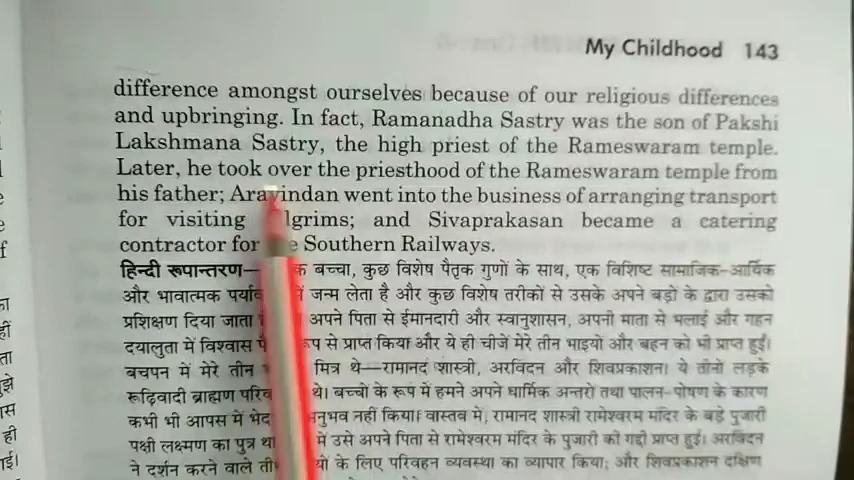 My Childhood 143
difference amongst ourselves because of our religious differences
and upbringing. In fact, Ramanadha Sastry was the son of Pakshi
Lakshmana Sastry, the high priest of the Rameswaram temple.
Later, he took over the priesthood of the Rameswaram temple from
his father; Aravindan went into the business of arranging transport
for visiting lgrims; and Sivaprakasan became a catering
contractor for e Southern Railways.
हिन्दी रूपान्तरण— क बच्चा, कुछ विशेष पैतृक गुणों के साथ, एक विशिष्ट सामाजिक-आर्थिक
और भावात्मक पर्याव में जन्म लेता है और कुछ विशेष तरीकों से उसके अपने बड़ों के द्वारा उसको
प्रशिक्षण दिया जाता अपने पिता से ईमानदारी और स्वानुशासन, अपनी माता से भलाई और गहन
दयालुता में विश्वास पै रूप से प्राप्त किया और ये ही चीजे मेरे तीन भाइयों और बहन को भी प्राप्त हुईं।
बचपन में मेरे तीन मित्र थे—रामानद शास्त्री, अरविदन और शिवप्रकाशन। ये तीनो लड़के
रूढ़िवादी ब्राह्मण परिव थे। बच्चों के रूप में हमने अपने धार्मिक अन्तरो तथा पालन-पोषण के कारण
कभी भी आपस में भेद नुभव नहीं किया। वास्तव में, रामानद शास्त्री रामेश्वरम मंदिर के बड़े पुजारी
पक्षी लक्ष्मण का पुत्र था में उसे अपने पिता से रामेश्वरम मंदिर के पुजारी की गद्दी प्राप्त हुई। अरविदन
ने दर्शन करने वाले ती यों के लिए परिवहन व्यवस्था का व्यापार किया; और शिवप्रकाशन दक्षिण